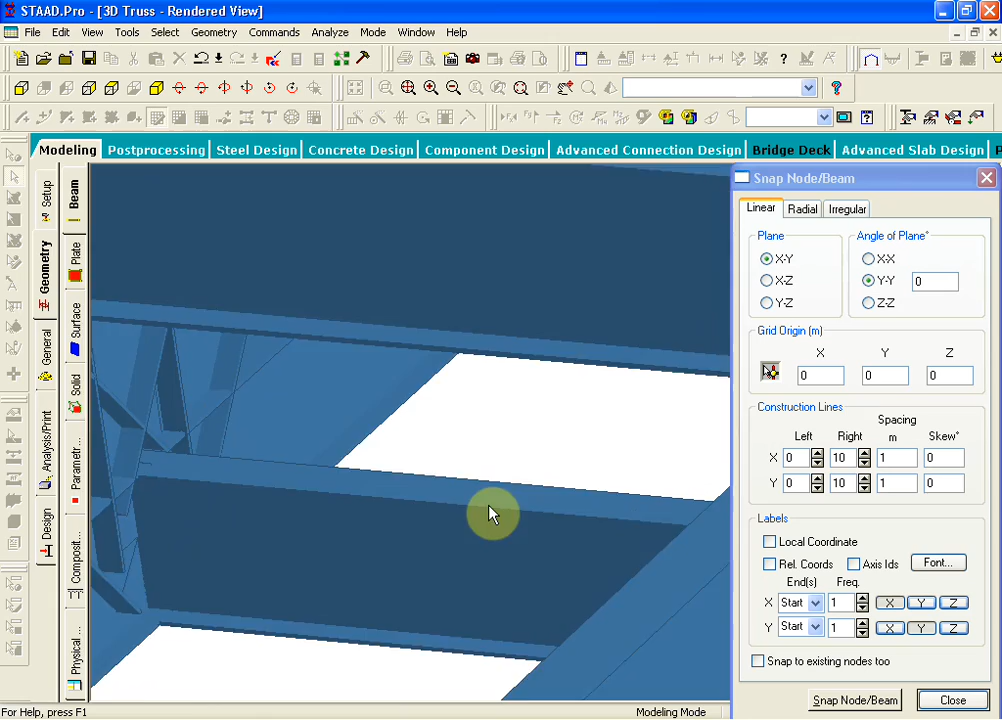 STAAD.Pro - [3D Truss - Rendered View]
File Edit View Tools Select Geometry Commands Analyze Mode Window Help
Modeling Postprocessing Steel Design Concrete Design Component Design Advanced Connection Design Bridge Deck Advanced Slab Design P
Setup
Geometry
General
Analysis/Print
Design
Beam
Plate
Surface
Solid
Parametr...
Composit...
Physical ...
Snap Node/Beam
Linear Radial Irregular
Plane
X-Y
X-Z
Y-Z
Angle of Plane°
X-X
Y-Y 0
Z-Z
Grid Origin (m)
X Y Z
0 0 0
Construction Lines
Spacing
Left Right m Skew°
X 0 10 1 0
Y 0 10 1 0
Labels
Local Coordinate
Rel. Coords Axis Ids Font...
End(s) Freq.
X Start 1 X Y Z
Y Start 1 X Y Z
Snap to existing nodes too
Snap Node/Beam Close
For Help, press F1
Modeling Mode